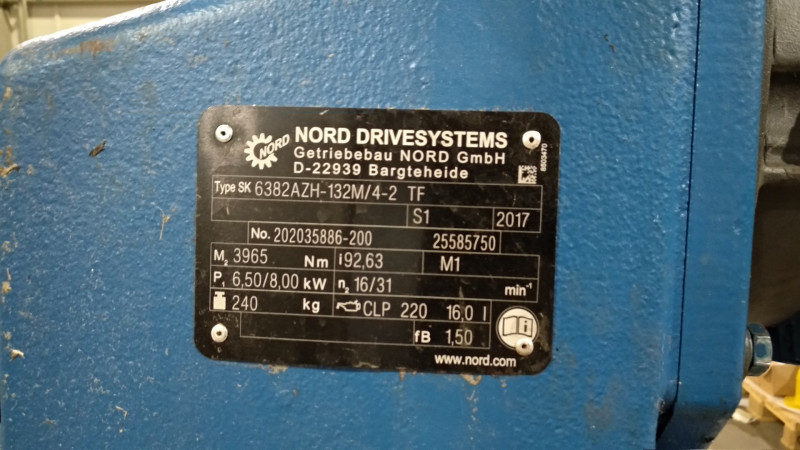 NORD
NORD DRIVESYSTEMS
Getriebebau NORD GmbH
D-22939 Bargteheide
8503470
Type SK 6382AZH-132M/4-2 TF
S1 2017
No. 202035886-200 25585750
M2 3965 Nm i 92,63 M1
P1 6,50/8,00 kW n2 16/31 min-1
240 kg CLP 220 16,0 l
fB 1,50
www.nord.com